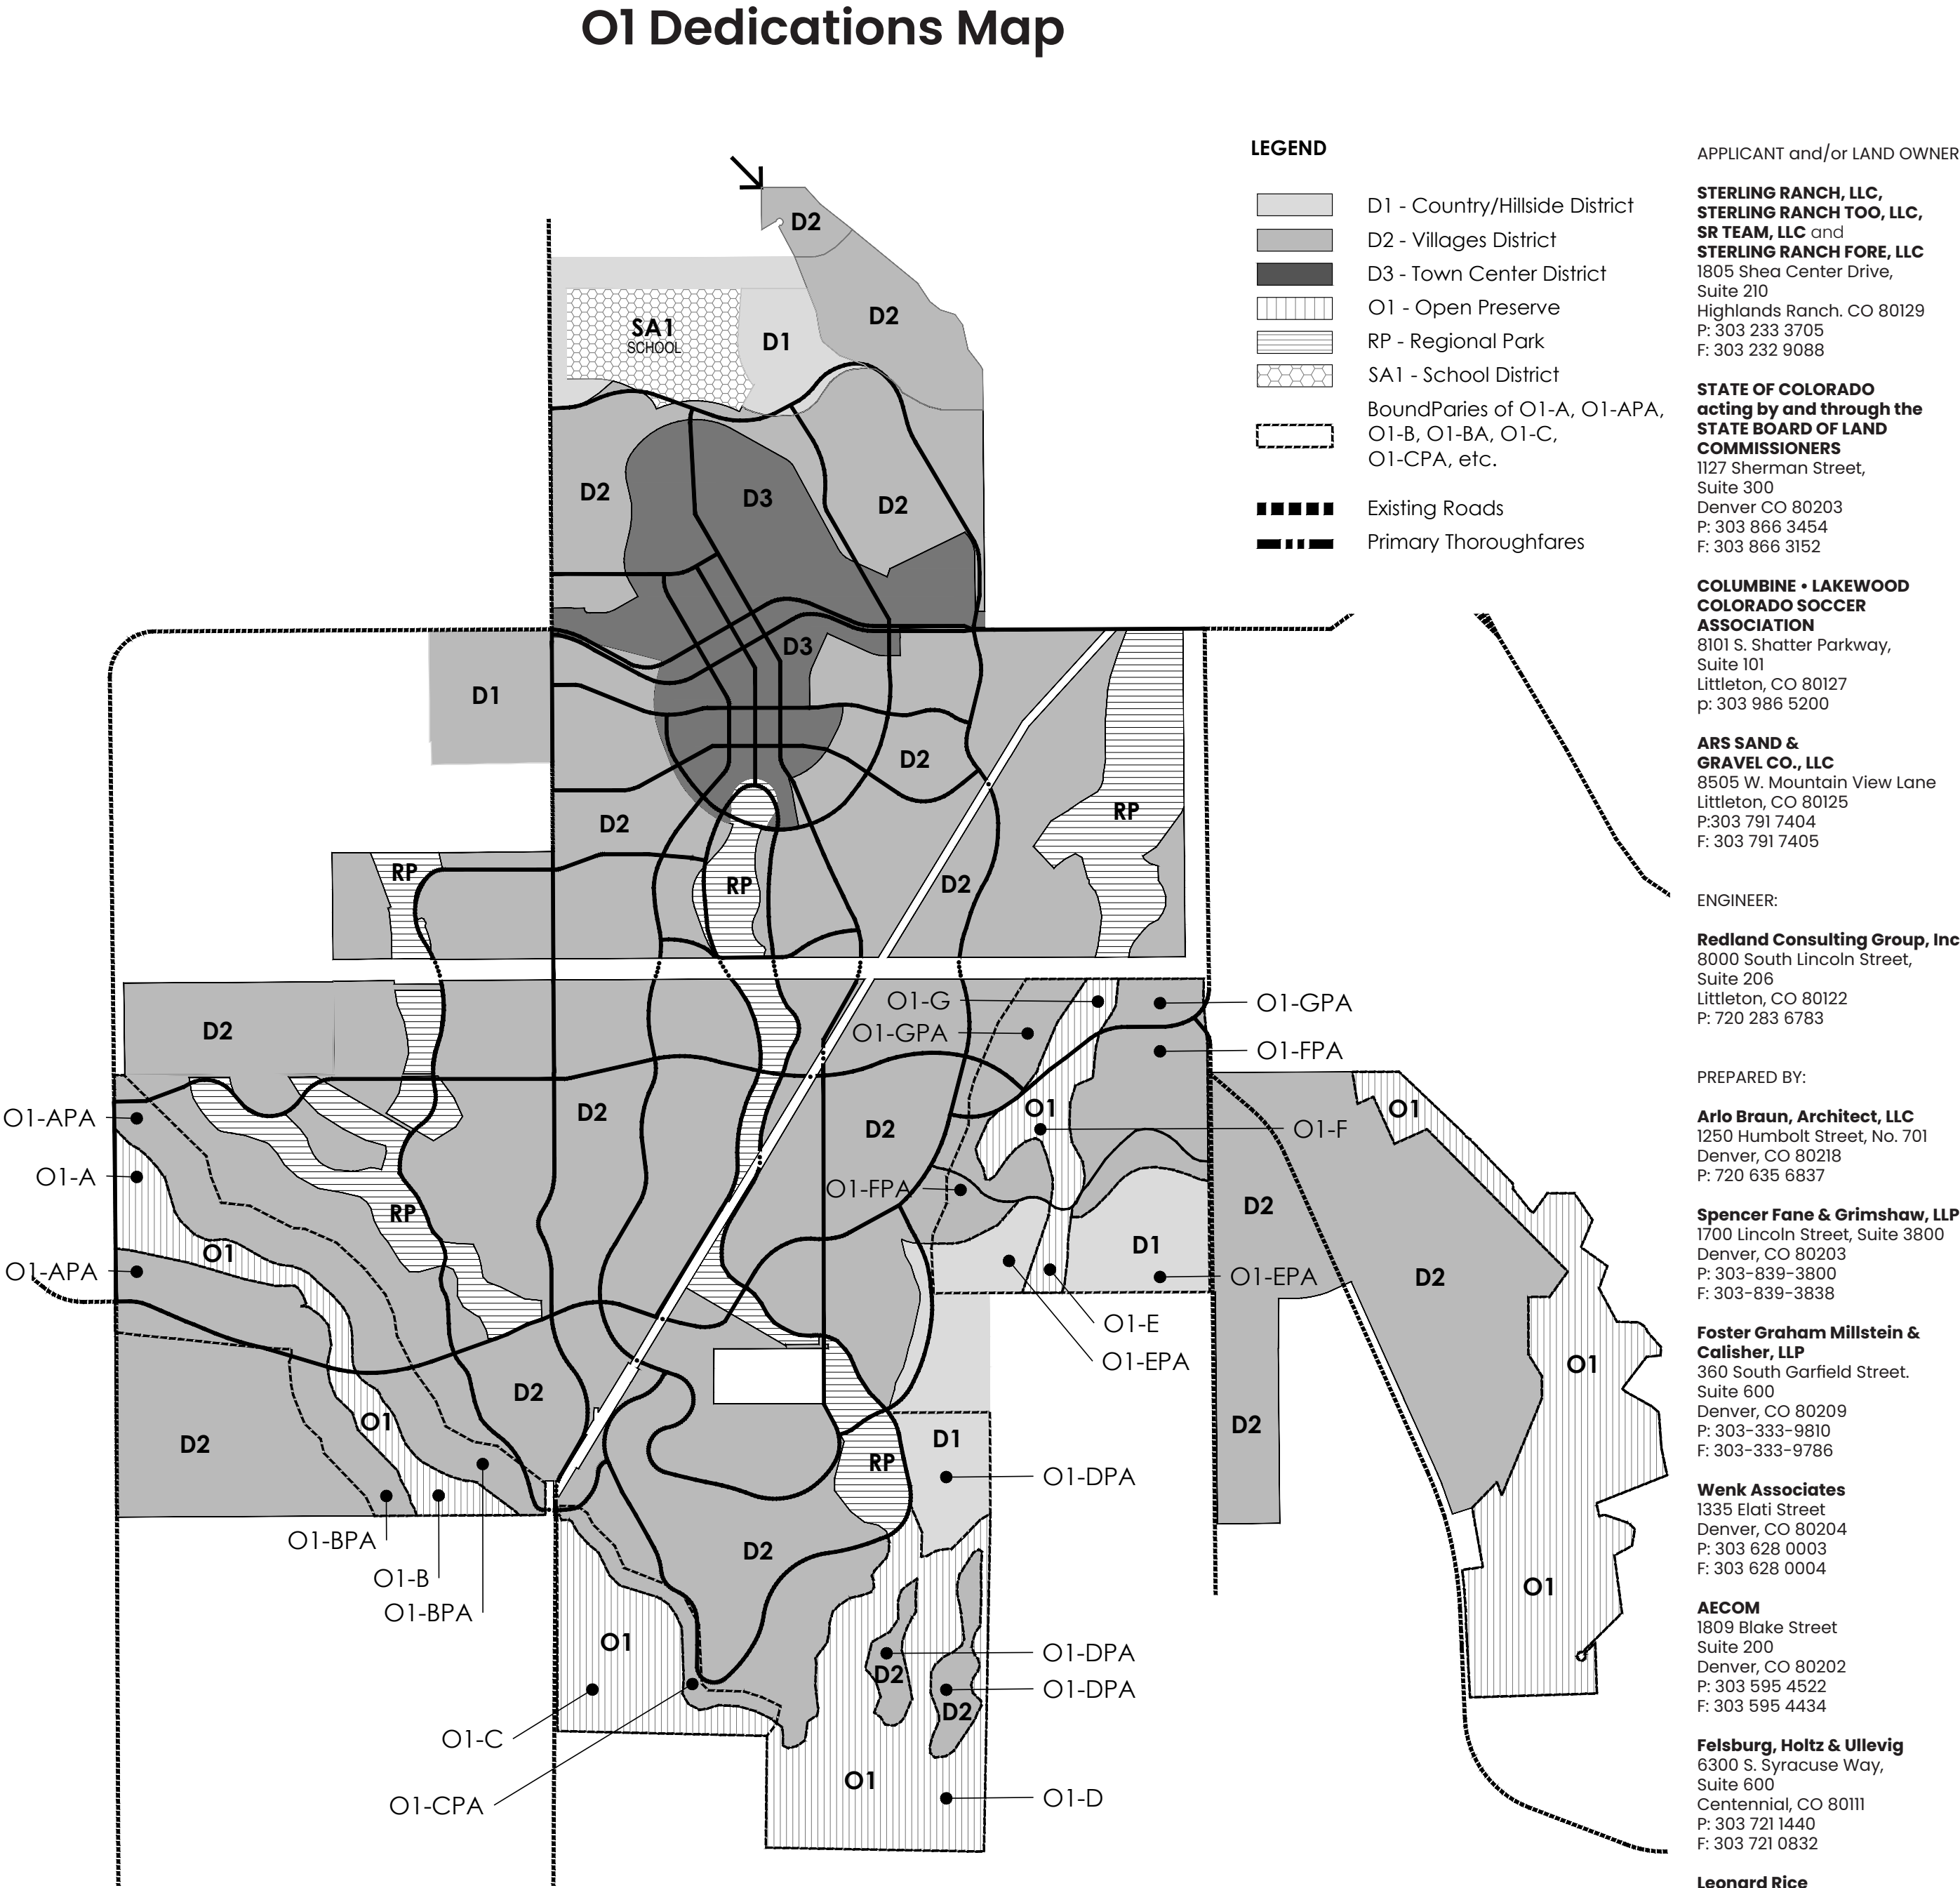 O1 Dedications Map
LEGEND
D1 - Country/Hillside District
D2 - Villages District
D3 - Town Center District
O1 - Open Preserve
RP - Regional Park
SA1 - School District
BoundParies of O1-A, O1-APA,
O1-B, O1-BA, O1-C,
O1-CPA, etc.
Existing Roads
Primary Thoroughfares
D2
D2
SA1
SCHOOL
D1
D2
D3
D2
D3
D1
D2
D2
RP
RP
RP
D2
D2
O1-G
O1-GPA
O1-GPA
O1-FPA
O1-APA
D2
D2
O1
O1-F
O1
O1-A
O1-FPA
RP
D2
O1
D1
O1-APA
O1-EPA
D2
O1-E
O1-EPA
O1
D2
O1
D2
D2
D1
RP
O1-DPA
O1-BPA
O1-B
O1-BPA
D2
O1
O1
O1-DPA
D2
O1-DPA
D2
O1-C
O1
O1-D
O1-CPA
APPLICANT and/or LAND OWNER
STERLING RANCH, LLC,
STERLING RANCH TOO, LLC,
SR TEAM, LLC and
STERLING RANCH FORE, LLC
1805 Shea Center Drive,
Suite 210
Highlands Ranch. CO 80129
P: 303 233 3705
F: 303 232 9088
STATE OF COLORADO
acting by and through the
STATE BOARD OF LAND
COMMISSIONERS
1127 Sherman Street,
Suite 300
Denver CO 80203
P: 303 866 3454
F: 303 866 3152
COLUMBINE • LAKEWOOD
COLORADO SOCCER
ASSOCIATION
8101 S. Shatter Parkway,
Suite 101
Littleton, CO 80127
p: 303 986 5200
ARS SAND &
GRAVEL CO., LLC
8505 W. Mountain View Lane
Littleton, CO 80125
P:303 791 7404
F: 303 791 7405
ENGINEER:
Redland Consulting Group, Inc
8000 South Lincoln Street,
Suite 206
Littleton, CO 80122
P: 720 283 6783
PREPARED BY:
Arlo Braun, Architect, LLC
1250 Humbolt Street, No. 701
Denver, CO 80218
P: 720 635 6837
Spencer Fane & Grimshaw, LLP
1700 Lincoln Street, Suite 3800
Denver, CO 80203
P: 303-839-3800
F: 303-839-3838
Foster Graham Millstein &
Calisher, LLP
360 South Garfield Street.
Suite 600
Denver, CO 80209
P: 303-333-9810
F: 303-333-9786
Wenk Associates
1335 Elati Street
Denver, CO 80204
P: 303 628 0003
F: 303 628 0004
AECOM
1809 Blake Street
Suite 200
Denver, CO 80202
P: 303 595 4522
F: 303 595 4434
Felsburg, Holtz & Ullevig
6300 S. Syracuse Way,
Suite 600
Centennial, CO 80111
P: 303 721 1440
F: 303 721 0832
Leonard Rice